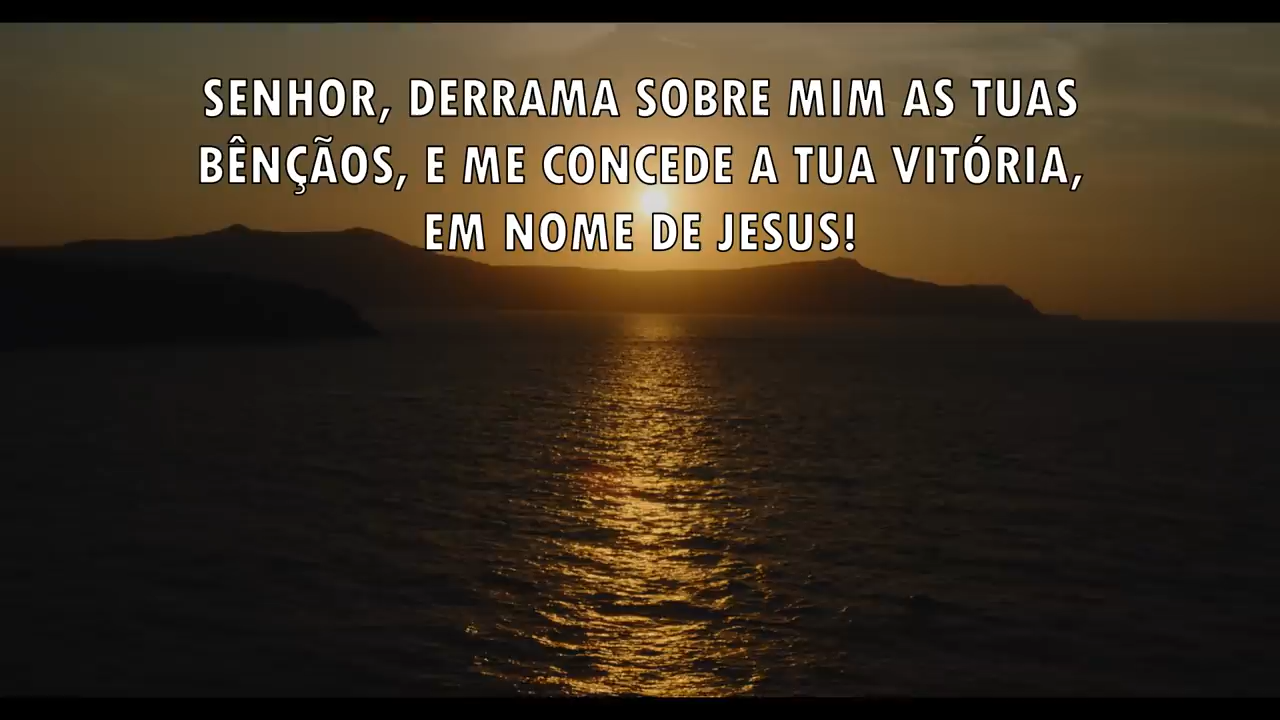 SENHOR, DERRAMA SOBRE MIM AS TUAS
BÊNÇÃOS, E ME CONCEDE A TUA VITÓRIA,
EM NOME DE JESUS!